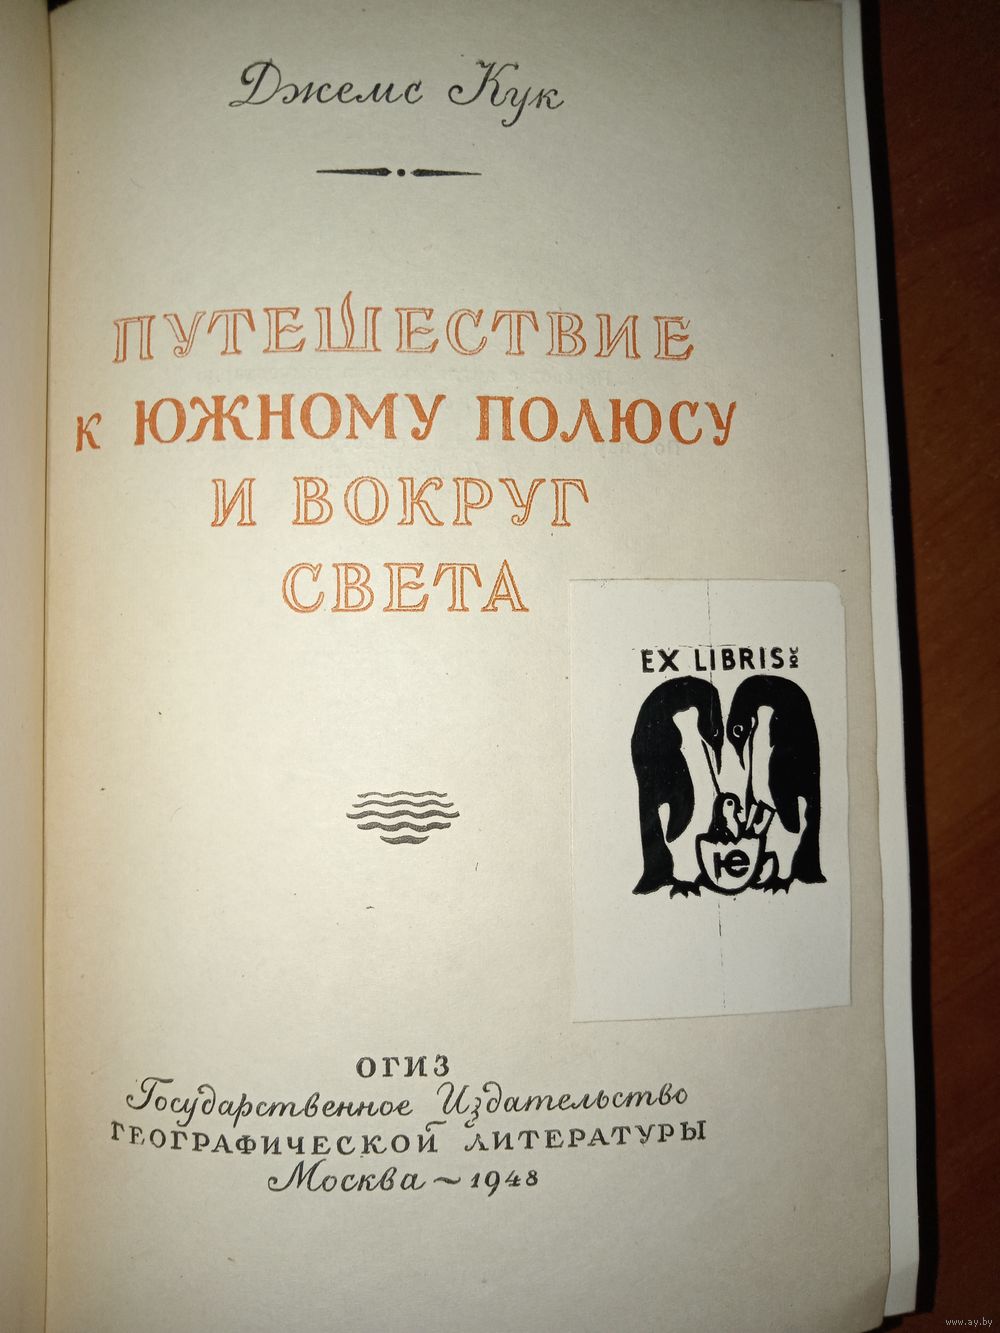 Джемс Кук
ПУТЕШЕСТВИЕ
К ЮЖНОМУ ПОЛЮСУ
И ВОКРУГ
СВЕТА
EX LIBRIS
ОГИЗ
Государственное Издательство
ГЕОГРАФИЧЕСКОЙ ЛИТЕРАТУРЫ
Москва ~ 1948
www.ay.by